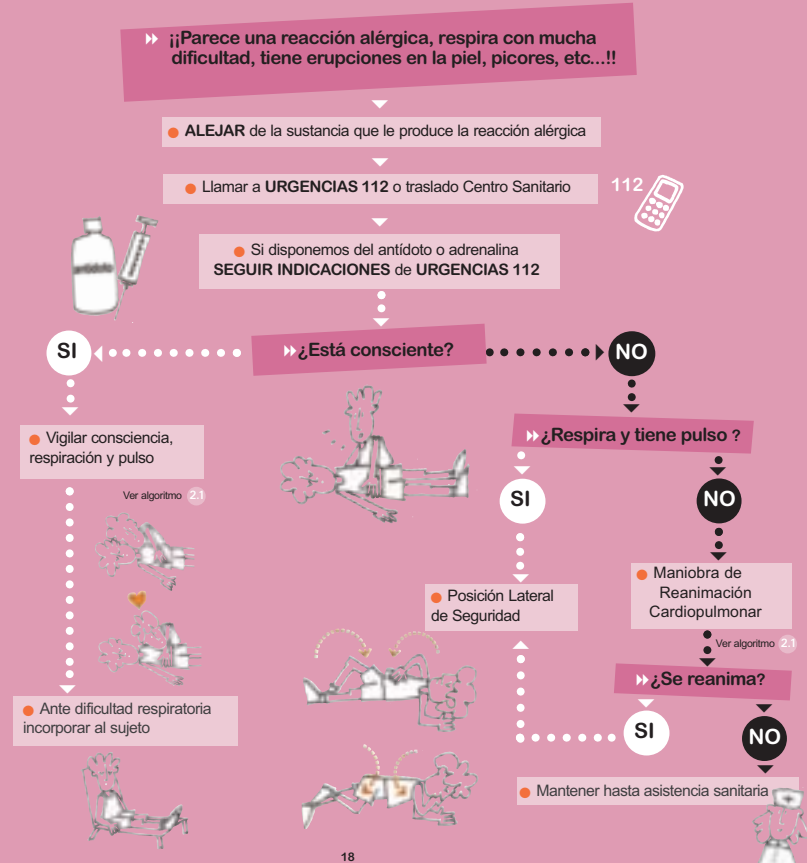 ¡¡Parece una reacción alérgica, respira con mucha
dificultad, tiene erupciones en la piel, picores, etc...!!
ALEJAR de la sustancia que le produce la reacción alérgica
Llamar a URGENCIAS 112 o traslado Centro Sanitario
112
antídoto
Si disponemos del antídoto o adrenalina
SEGUIR INDICACIONES de URGENCIAS 112
SI
¿Está consciente?
NO
Vigilar consciencia,
respiración y pulso
Ver algoritmo 2.1
¿Respira y tiene pulso ?
SI
NO
Posición Lateral
de Seguridad
Maniobra de
Reanimación
Cardiopulmonar
Ver algoritmo 2.1
¿Se reanima?
Ante dificultad respiratoria
incorporar al sujeto
SI
NO
Mantener hasta asistencia sanitaria
18